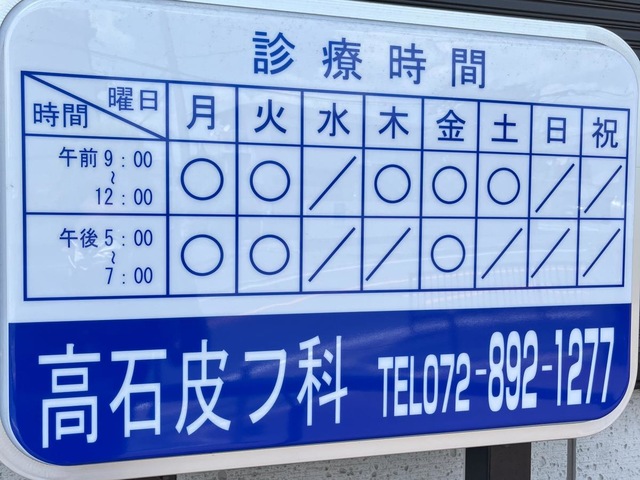 診療時間
曜日 時間 月 火 水 木 金 土 日 祝
午前9:00～12:00 ○ ○ ／ ○ ○ ○ ／ ／
午後5:00～7:00 ○ ○ ／ ／ ○ ／ ／ ／
高石皮フ科 TEL072-892-1277